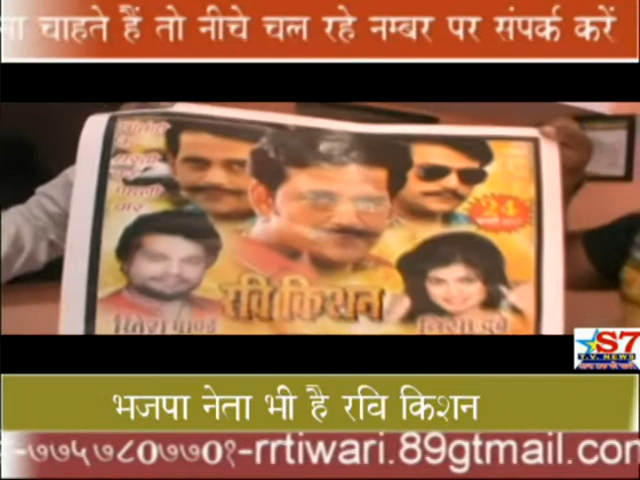 ना चाहते हैं तो नीचे चल रहे नम्बर पर संपर्क करें
24
रवि किशन
रितेश पाण्डे
निशी दुबे
S7
T.V. NEWS
भजपा नेता भी है रवि किशन
-७७५७८०७७०१-rrtiwari.89gtmail.com